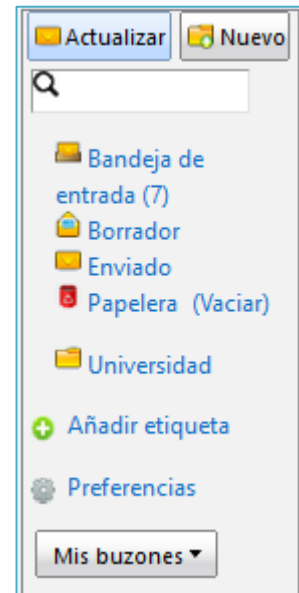 Actualizar Nuevo
Bandeja de
entrada (7)
Borrador
Enviado
Papelera (Vaciar)
Universidad
Añadir etiqueta
Preferencias
Mis buzones